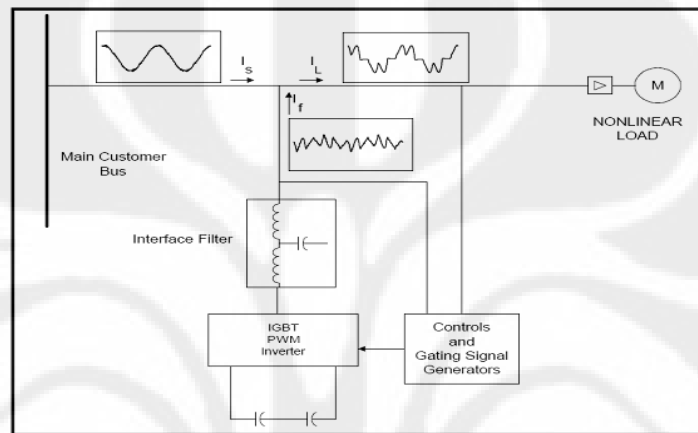 I S
I L
I f
M
NONLINEAR
LOAD
Main Customer
Bus
Interface Filter
IGBT
PWM
Inverter
Controls
and
Gating Signal
Generators